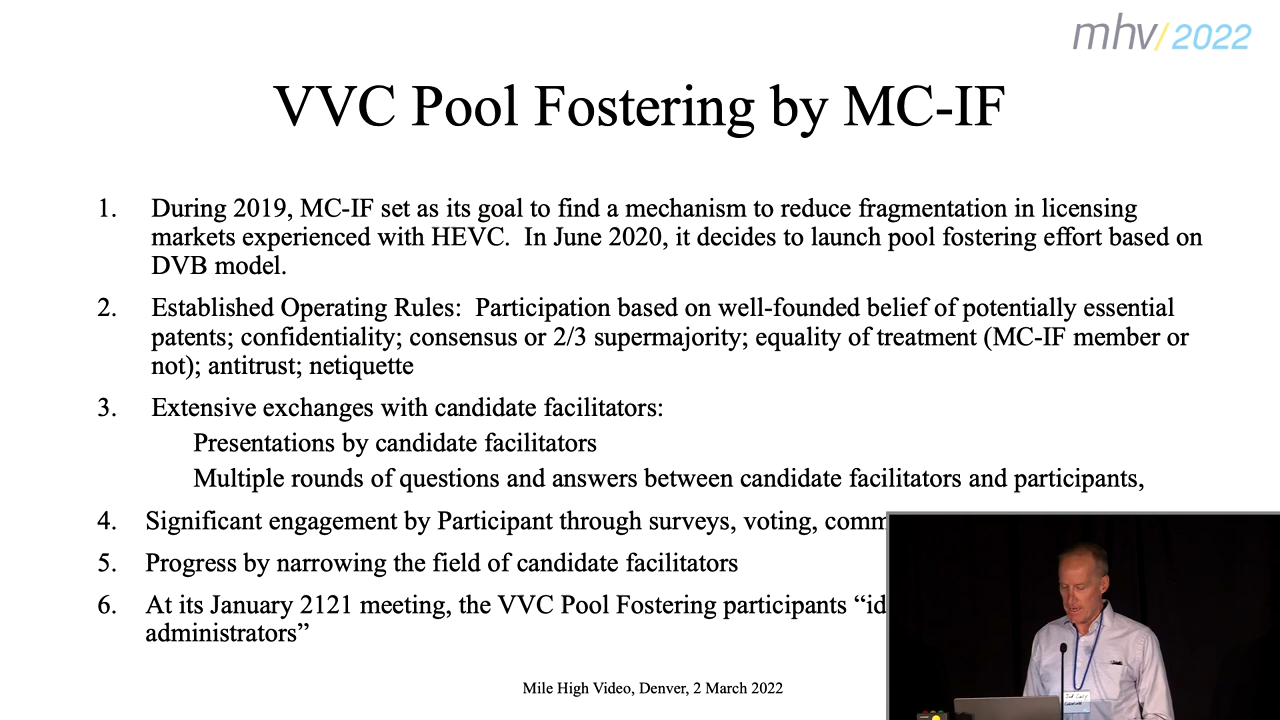 mhv/2022
VVC Pool Fostering by MC-IF
1. During 2019, MC-IF set as its goal to find a mechanism to reduce fragmentation in licensing
markets experienced with HEVC. In June 2020, it decides to launch pool fostering effort based on
DVB model.
2. Established Operating Rules: Participation based on well-founded belief of potentially essential
patents; confidentiality; consensus or 2/3 supermajority; equality of treatment (MC-IF member or
not); antitrust; netiquette
3. Extensive exchanges with candidate facilitators:
Presentations by candidate facilitators
Multiple rounds of questions and answers between candidate facilitators and participants,
4. Significant engagement by Participant through surveys, voting, comm
5. Progress by narrowing the field of candidate facilitators
6. At its January 2121 meeting, the VVC Pool Fostering participants “id
administrators”
Mile High Video, Denver, 2 March 2022